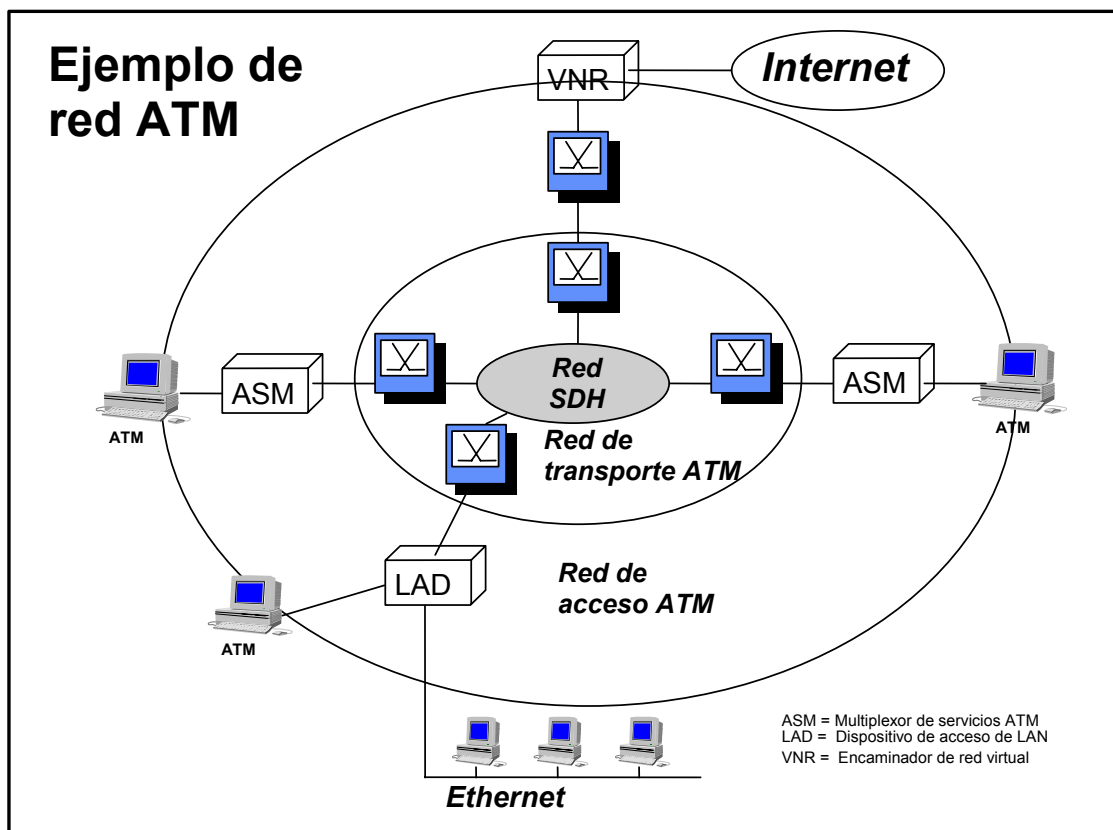 Ejemplo de
red ATM
VNR
Internet
ATM
ASM
Red
SDH
ASM
ATM
Red de
transporte ATM
LAD
Red de
acceso ATM
ATM
Ethernet
ASM = Multiplexor de servicios ATM
LAD = Dispositivo de acceso de LAN
VNR = Encaminador de red virtual